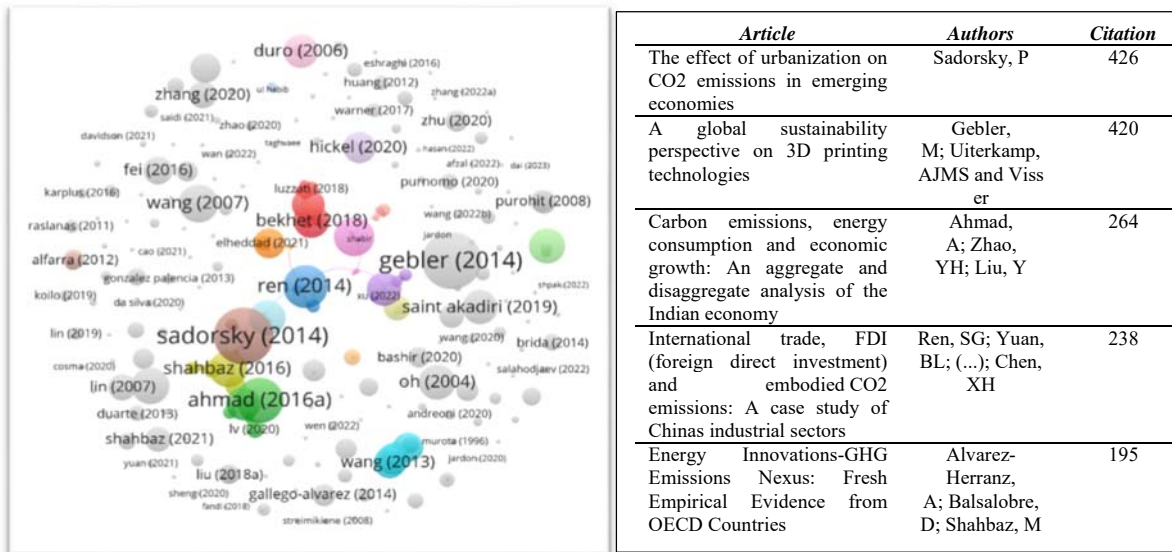 duro (2006)
eshraghi (2016)
huang (2012)
zhang (2020)
ul habib
zhang (2022a)
warner (2017)
saidi (2021)
zhao (2020)
zhu (2020)
davidson (2021)
taghvaee
hickel (2020)
hasan (2022)
wan (2022)
afzal (2022)
dai (2023)
fei (2016)
purnomo (2020)
karplus (2016)
luzzati (2018)
wang (2007)
purohit (2008)
bekhet (2018)
wang (2022b)
raslanas (2011)
shabir
jardon
elheddad (2021)
cao (2021)
gebler (2014)
alfarra (2012)
gonzalez palencia (2013)
ren (2014)
xu (2022)
shpak (2022)
koilo (2019)
da silva (2020)
saint akadiri (2019)
lin (2019)
sadorsky (2014)
wang (2020)
brida (2014)
cosma (2020)
shahbaz (2016)
bashir (2020)
salahodjaev (2022)
lin (2007)
oh (2004)
ahmad (2016a)
duarte (2013)
andreoni (2020)
lv (2020)
wen (2022)
shahbaz (2021)
murota (1996)
yuan (2021)
wang (2013)
jardon (2020)
liu (2018a)
sheng (2020)
gallego-alvarez (2014)
fandi (2018)
streimikiene (2008)
Article Authors Citation
The effect of urbanization on Sadorsky, P 426
CO2 emissions in emerging
economies
A global sustainability Gebler, 420
perspective on 3D printing M; Uiterkamp,
technologies AJMS and Viss
er
Carbon emissions, energy Ahmad, 264
consumption and economic A; Zhao,
growth: An aggregate and YH; Liu, Y
disaggregate analysis of the
Indian economy
International trade, FDI Ren, SG; Yuan, 238
(foreign direct investment) BL; (...); Chen,
and embodied CO2 XH
emissions: A case study of
Chinas industrial sectors
Energy Innovations-GHG Alvarez- 195
Emissions Nexus: Fresh Herranz,
Empirical Evidence from A; Balsalobre,
OECD Countries D; Shahbaz, M